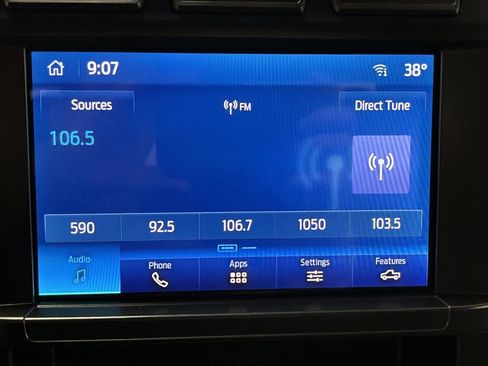 9:07
38°
Sources
FM
Direct Tune
106.5
590
92.5
106.7
1050
103.5
Audio
Phone
Apps
Settings
Features